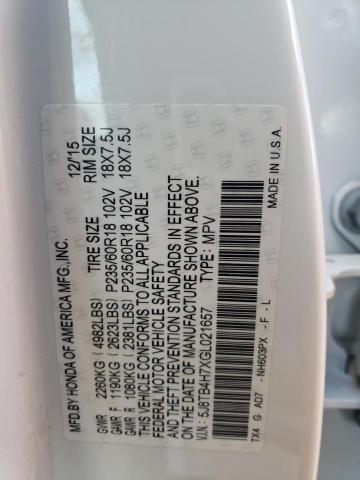 MFD.BY HONDA OF AMERICA MFG.,INC. 12/15
TIRE SIZE RIM SIZE
GVWR 2260KG (4982LBS)
GAWR F 1190KG (2623LBS) P235/60R18 102V 18X7.5J
GAWR R 1080KG (2381LBS) P235/60R18 102V 18X7.5J
THIS VEHICLE CONFORMS TO ALL APPLICABLE
FEDERAL MOTOR VEHICLE SAFETY
AND THEFT PREVENTION STANDARDS IN EFFECT
ON THE DATE OF MANUFACTURE SHOWN ABOVE.
V.I.N.: 5J8TB4H7XGL021657 TYPE: MPV
TX4 G AD7 NH603PX - F - L MADE IN U.S.A.